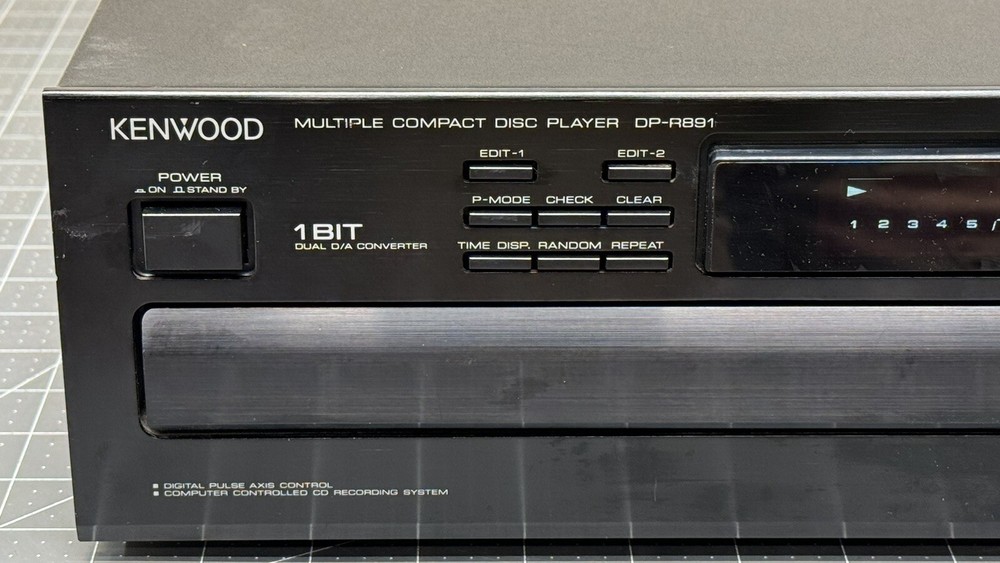 KENWOOD
MULTIPLE COMPACT DISC PLAYER DP-R891
EDIT-1 EDIT-2
POWER
ON STAND BY
P-MODE CHECK CLEAR
1 BIT
DUAL D/A CONVERTER
TIME DISP. RANDOM REPEAT
1 2 3 4 5 /
DIGITAL PULSE AXIS CONTROL
COMPUTER CONTROLLED CD RECORDING SYSTEM